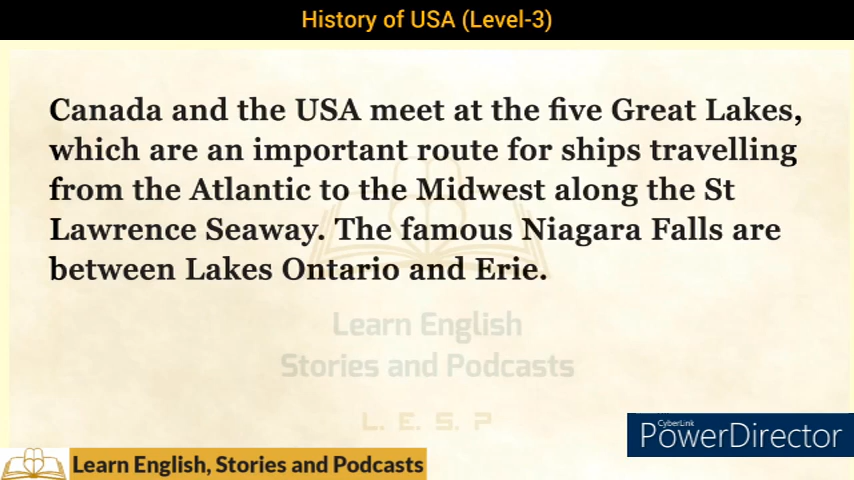 History of USA (Level-3)
Canada and the USA meet at the five Great Lakes,
which are an important route for ships travelling
from the Atlantic to the Midwest along the St
Lawrence Seaway. The famous Niagara Falls are
between Lakes Ontario and Erie.
Learn English
Stories and Podcasts
L. E. S. P
CyberLink
PowerDirector
Learn English, Stories and Podcasts